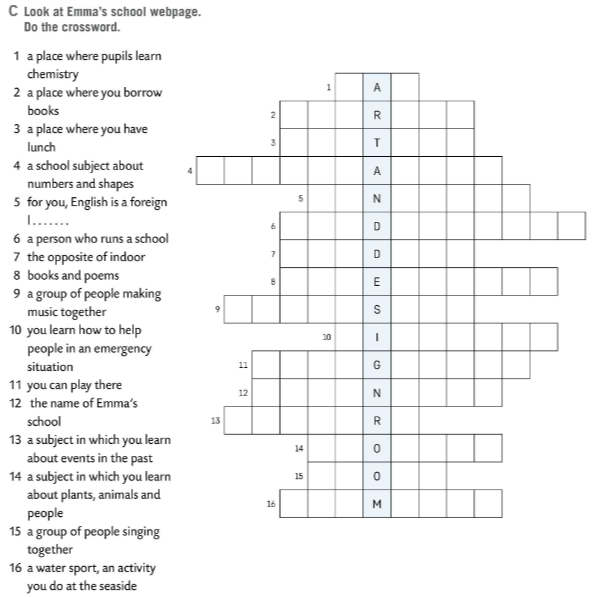 C Look at Emma's school webpage.
Do the crossword.
1 a place where pupils learn
chemistry
2 a place where you borrow
books
3 a place where you have
lunch
4 a school subject about
numbers and shapes
5 for you, English is a foreign
l.......
6 a person who runs a school
7 the opposite of indoor
8 books and poems
9 a group of people making
music together
10 you learn how to help
people in an emergency
situation
11 you can play there
12 the name of Emma's
school
13 a subject in which you learn
about events in the past
14 a subject in which you learn
about plants, animals and
people
15 a group of people singing
together
16 a water sport, an activity
you do at the seaside
1 A
2 R
3 T
4 A
5 N
6 D
7 D
8 E
9 S
10 I
11 G
12 N
13 R
14 O
15 O
16 M